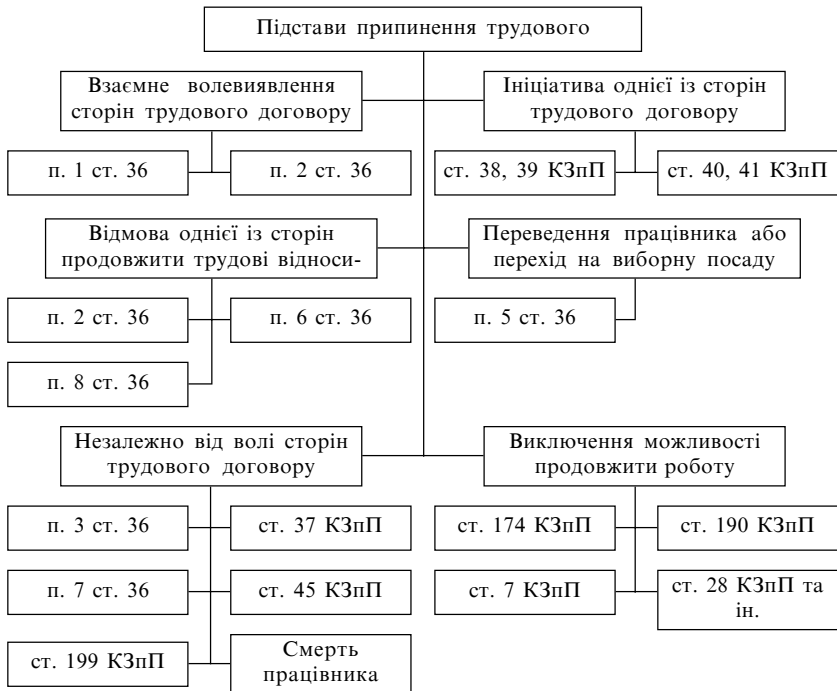 Підстави припинення трудового
Взаємне волевиявлення
сторін трудового договору
Ініціатива однієї із сторін
трудового договору
п. 1 ст. 36
п. 2 ст. 36
ст. 38, 39 КЗпП
ст. 40, 41 КЗпП
Відмова однієї із сторін
продовжити трудові відноси-
Переведення працівника або
перехід на виборну посаду
п. 2 ст. 36
п. 6 ст. 36
п. 5 ст. 36
п. 8 ст. 36
Незалежно від волі сторін
трудового договору
Виключення можливості
продовжити роботу
п. 3 ст. 36
ст. 37 КЗпП
ст. 174 КЗпП
ст. 190 КЗпП
п. 7 ст. 36
ст. 45 КЗпП
ст. 7 КЗпП
ст. 28 КЗпП та
ін.
ст. 199 КЗпП
Смерть
працівника